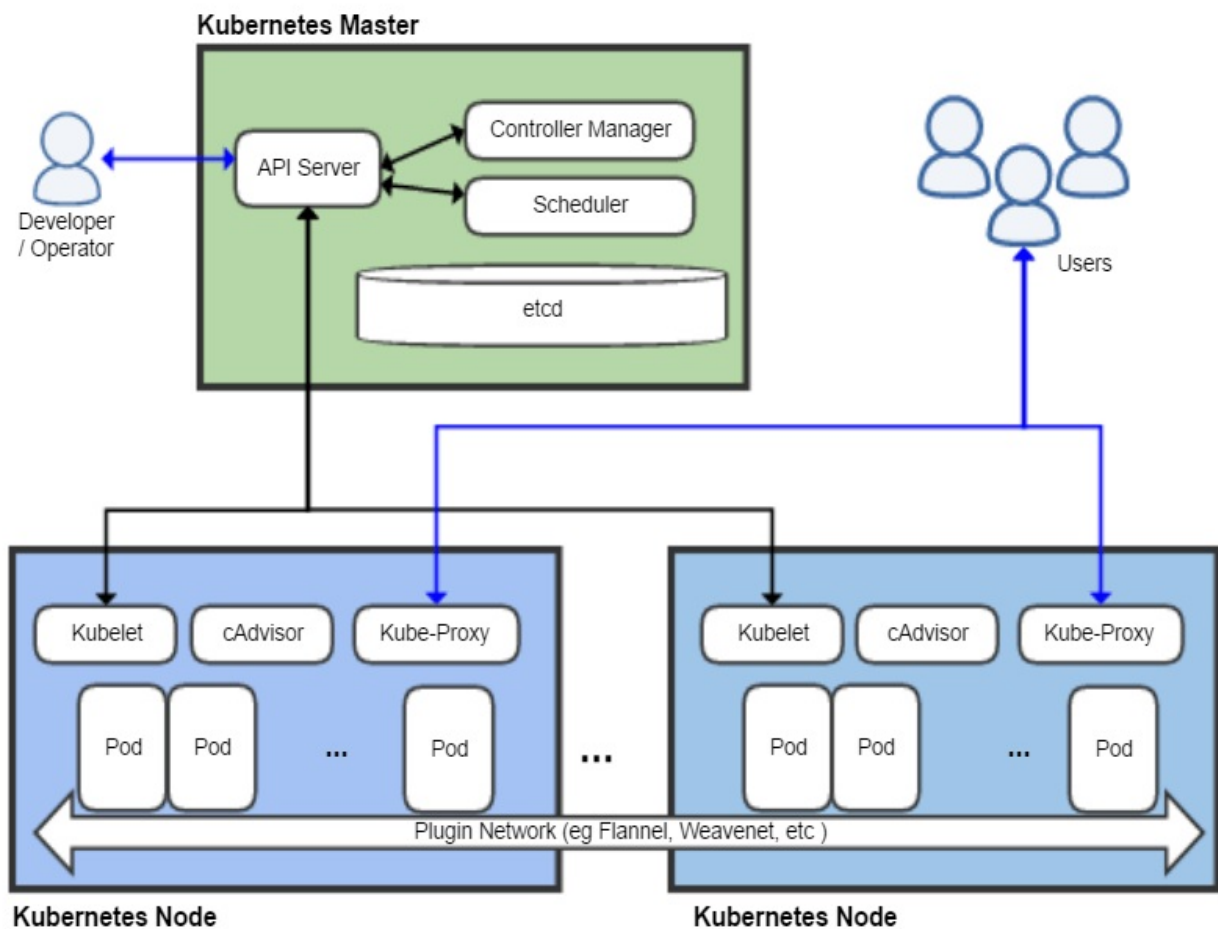 Kubernetes Master
Controller Manager
API Server
Scheduler
Developer
/ Operator
Users
etcd
Kubelet
cAdvisor
Kube-Proxy
Kubelet
cAdvisor
Kube-Proxy
Pod
Pod
...
Pod
...
Pod
Pod
...
Pod
Plugin Network (eg Flannel, Weavenet, etc )
Kubernetes Node
Kubernetes Node